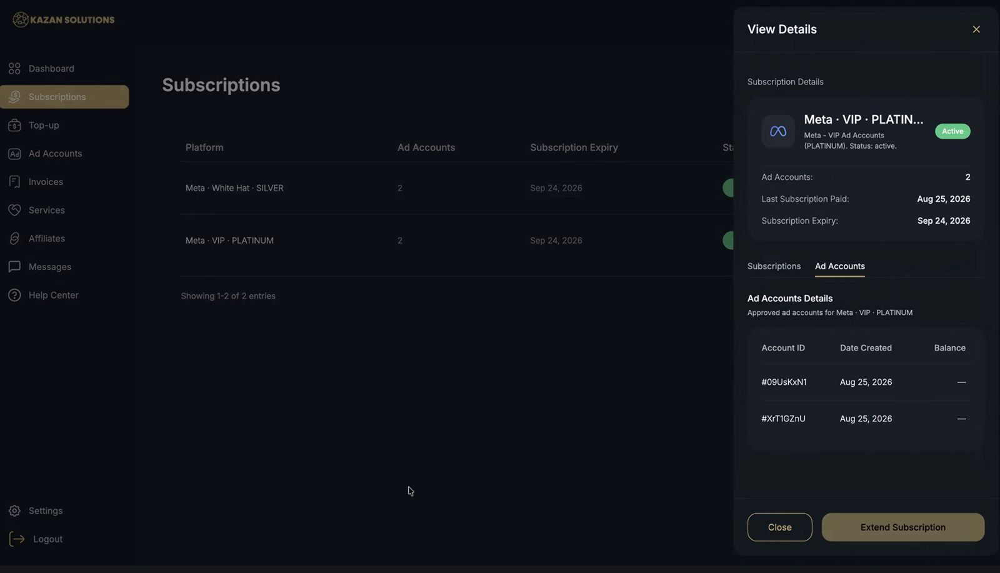 KAZAN SOLUTIONS
Dashboard
Subscriptions
Top-up
Ad
Ad Accounts
Invoices
Services
Affiliates
Messages
Help Center
Settings
Logout
Subscriptions
Platform Ad Accounts Subscription Expiry
Meta · White Hat · SILVER 2 Sep 24, 2026
Meta · VIP · PLATINUM 2 Sep 24, 2026
Showing 1-2 of 2 entries
View Details
Subscription Details
Meta · VIP · PLATIN...
Meta - VIP Ad Accounts
(PLATINUM). Status: active.
Active
Ad Accounts: 2
Last Subscription Paid: Aug 25, 2026
Subscription Expiry: Sep 24, 2026
Subscriptions Ad Accounts
Ad Accounts Details
Approved ad accounts for Meta · VIP · PLATINUM
Account ID Date Created Balance
#09UsKxN1 Aug 25, 2026 —
#XrT1GZnU Aug 25, 2026 —
Close Extend Subscription